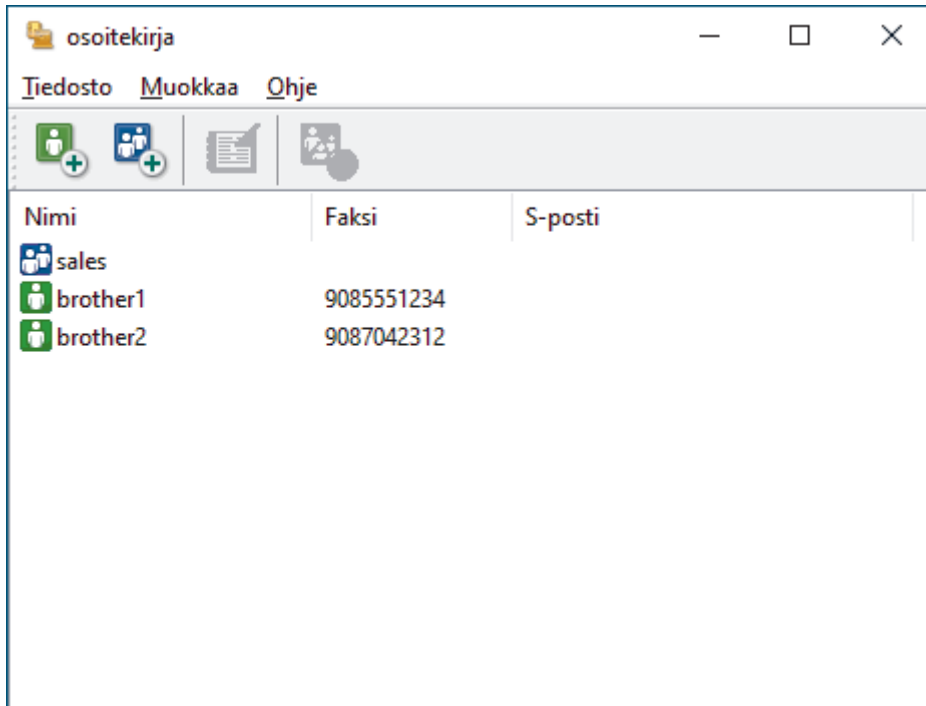 osoitekirja
Tiedosto Muokkaa Ohje
Nimi Faksi S-posti
sales
brother1 9085551234
brother2 9087042312